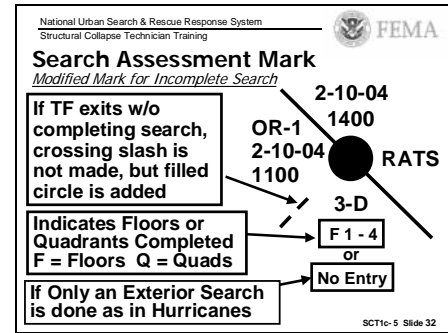 National Urban Search & Rescue Response System
Structural Collapse Technician Training
FEMA
Search Assessment Mark
Modified Mark for Incomplete Search
If TF exits w/o
completing search,
crossing slash is
not made, but filled
circle is added
2-10-04
1400
OR-1
2-10-04
1100
RATS
3-D
Indicates Floors or
Quadrants Completed
F = Floors Q = Quads
F 1 - 4
or
No Entry
If Only an Exterior Search
is done as in Hurricanes
SCT1c- 5 Slide 32